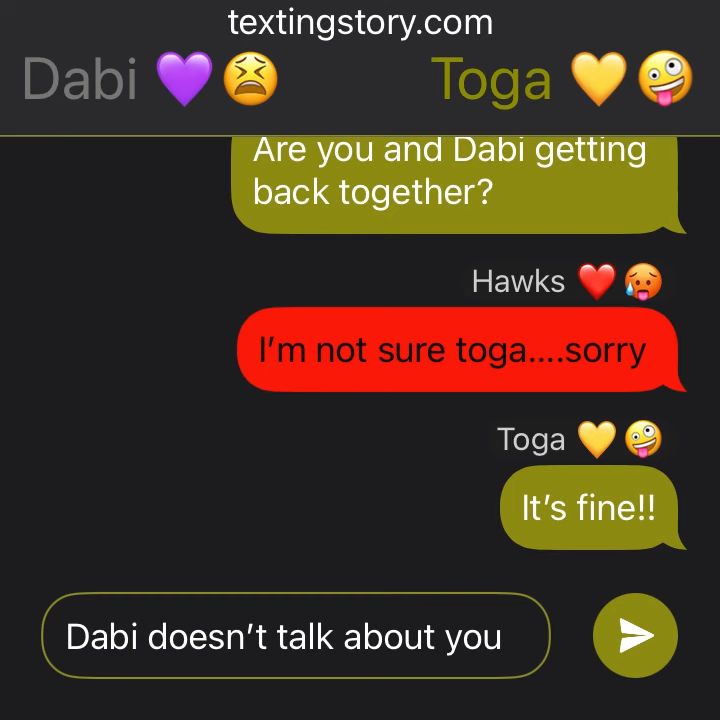 textingstory.com
Dabi 💜😫 Toga 💛🤪
Are you and Dabi getting
back together?
Hawks ❤️🥵
I'm not sure toga....sorry
Toga 💛🤪
It's fine!!
Dabi doesn't talk about you